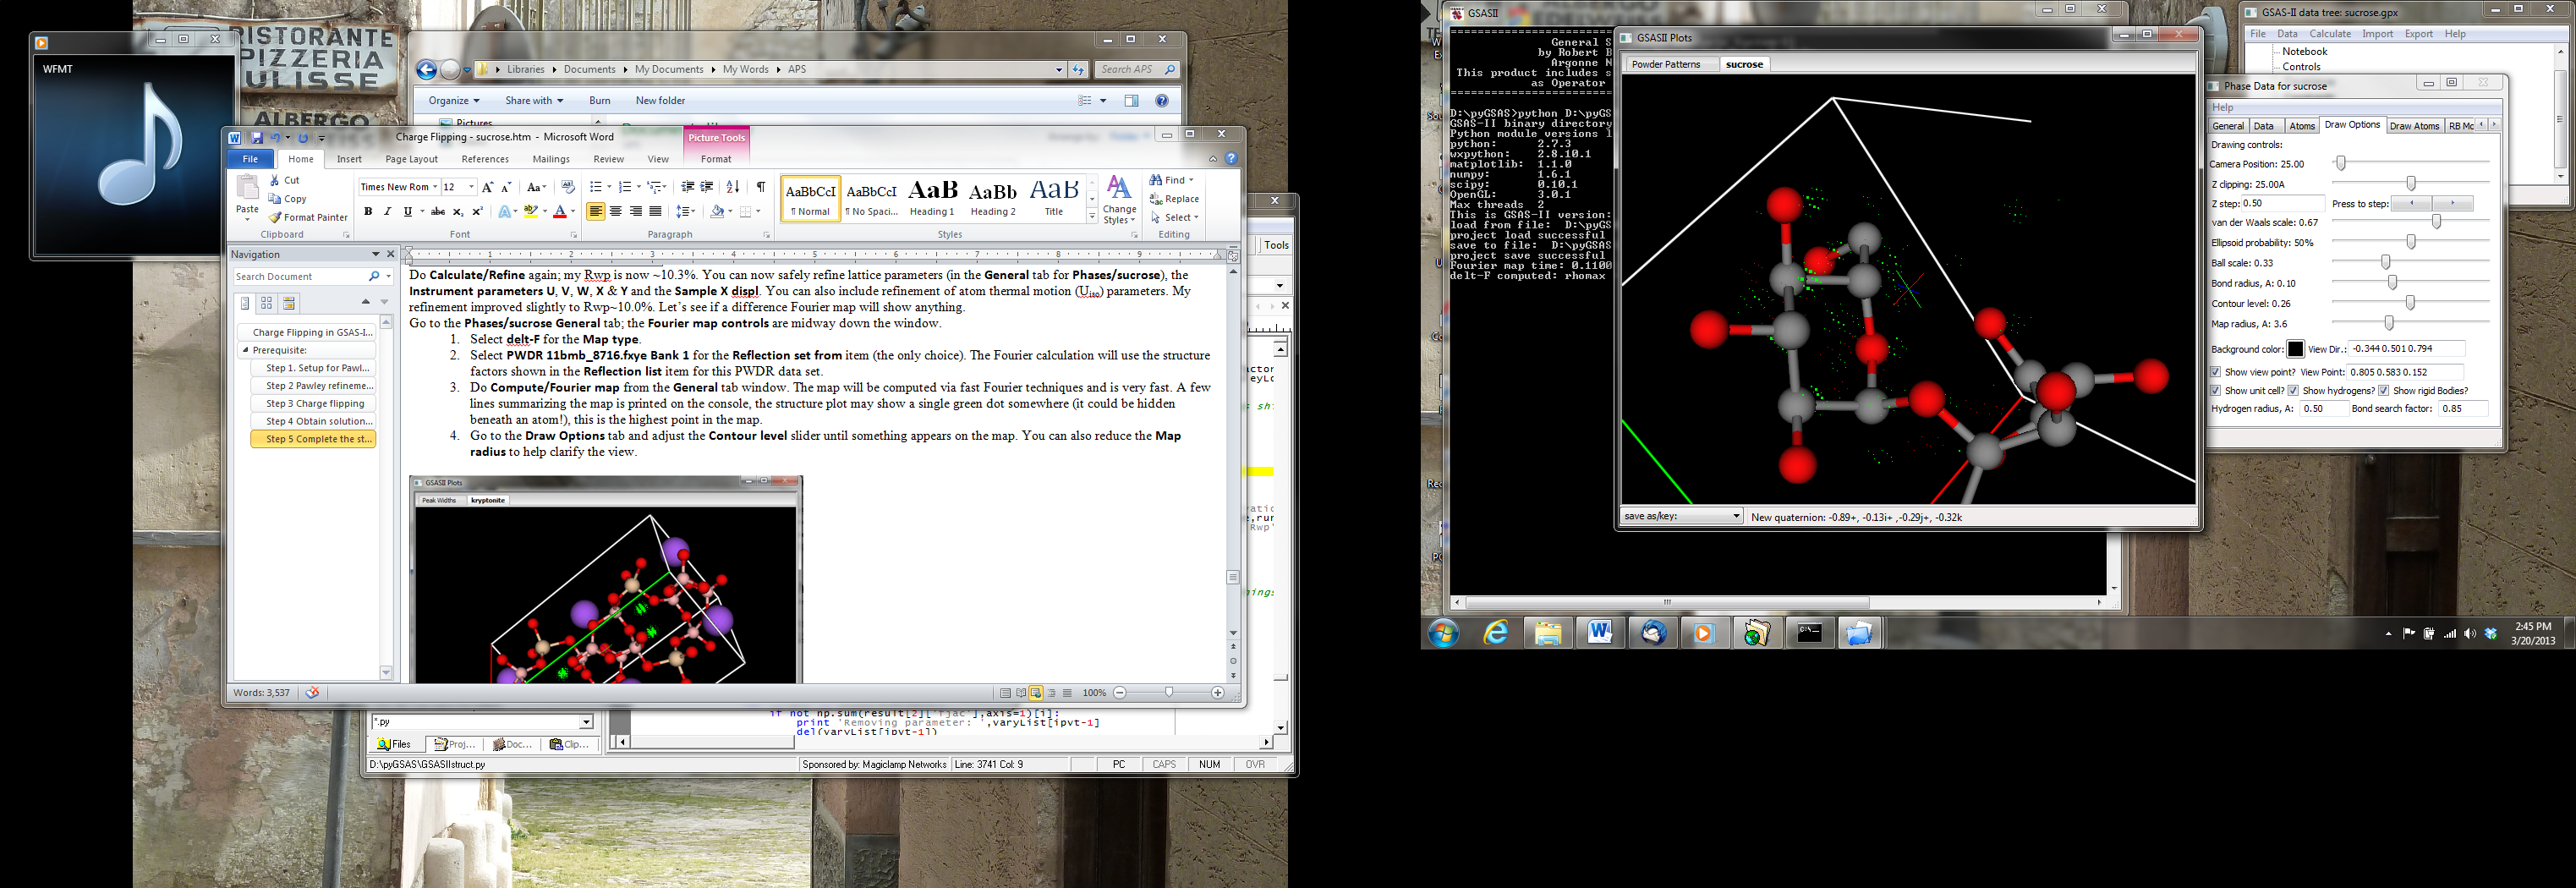 WFMT
RISTORANTE
PIZZERIA
ULISSE
ALBERGO
Libraries
Documents
My Documents
My Words
APS
Search APS
Organize
Share with
Burn
New folder
Pictures
Charge Flipping - sucrose.htm - Microsoft Word
Picture Tools
File
Home
Insert
Page Layout
References
Mailings
Review
View
Format
Paste
Cut
Copy
Format Painter
Clipboard
Times New Rom
12
Font
Paragraph
AaBbCcI
¶ Normal
AaBbCcI
¶ No Spaci...
AaB
Heading 1
AaBb
Heading 2
AaB
Title
Change
Styles
Styles
Find
Replace
Select
Editing
Navigation
Search Document
Charge Flipping in GSAS-I...
Prerequisite:
Step 1. Setup for Pawl...
Step 2 Pawley refineme...
Step 3 Charge flipping
Step 4 Obtain solution...
Step 5 Complete the st...
Do Calculate/Refine again; my Rwp is now ~10.3%. You can now safely refine lattice parameters (in the General tab for Phases/sucrose), the
Instrument parameters U, V, W, X & Y and the Sample X displ. You can also include refinement of atom thermal motion (Uiso) parameters. My
refinement improved slightly to Rwp~10.0%. Let's see if a difference Fourier map will show anything.
Go to the Phases/sucrose General tab; the Fourier map controls are midway down the window.
1. Select delt-F for the Map type.
2. Select PWDR 11bmb_8716.fxye Bank 1 for the Reflection set from item (the only choice). The Fourier calculation will use the structure
factors shown in the Reflection list item for this PWDR data set.
3. Do Compute/Fourier map from the General tab window. The map will be computed via fast Fourier techniques and is very fast. A few
lines summarizing the map is printed on the console, the structure plot may show a single green dot somewhere (it could be hidden
beneath an atom!), this is the highest point in the map.
4. Go to the Draw Options tab and adjust the Contour level slider until something appears on the map. You can also reduce the Map
radius to help clarify the view.
GSASII Plots
Peak Widths
kryptonite
Words: 3,537
100%
Tools
*.py
Files
Proj...
Doc...
Clip...
if not np.sum(result[2]['fjac'],axis=1)[i]:
print 'Removing parameter: ',varyList[ipvt-1]
del(varyList[ipvt-1])
D:\pyGSAS\GSASIIstruct.py
Sponsored by: Magiclamp Networks
Line: 3741 Col: 9
PC
CAPS
NUM
OVR
GSASII
General S
by Robert B
Argonne N
This product includes s
as Operator
D:\pyGSAS>python D:\pyGS
GSAS-II binary directory
Python module versions l
python: 2.7.3
wxpython: 2.8.10.1
matplotlib: 1.1.0
numpy: 1.6.1
scipy: 0.10.1
OpenGL: 3.0.1
Max threads 2
This is GSAS-II version:
load from file: D:\pyGS
project load successful
save to file: D:\pyGSAS
project save successful
Fourier map time: 0.1100
delt-F computed: rhomax
GSASII Plots
Powder Patterns
sucrose
save as/key:
New quaternion: -0.89+, -0.13i+ ,-0.29j+, -0.32k
GSAS-II data tree: sucrose.gpx
File
Data
Calculate
Import
Export
Help
Notebook
Controls
Phase Data for sucrose
Help
General
Data
Atoms
Draw Options
Draw Atoms
RB Mc
Drawing controls:
Camera Position: 25.00
Z clipping: 25.00A
Z step: 0.50
Press to step:
van der Waals scale: 0.67
Ellipsoid probability: 50%
Ball scale: 0.33
Bond radius, A: 0.10
Contour level: 0.26
Map radius, A: 3.6
Background color:
View Dir.: -0.344 0.501 0.794
Show view point?
View Point: 0.805 0.583 0.152
Show unit cell?
Show hydrogens?
Show rigid Bodies?
Hydrogen radius, A: 0.50
Bond search factor: 0.85
2:45 PM
3/20/2013